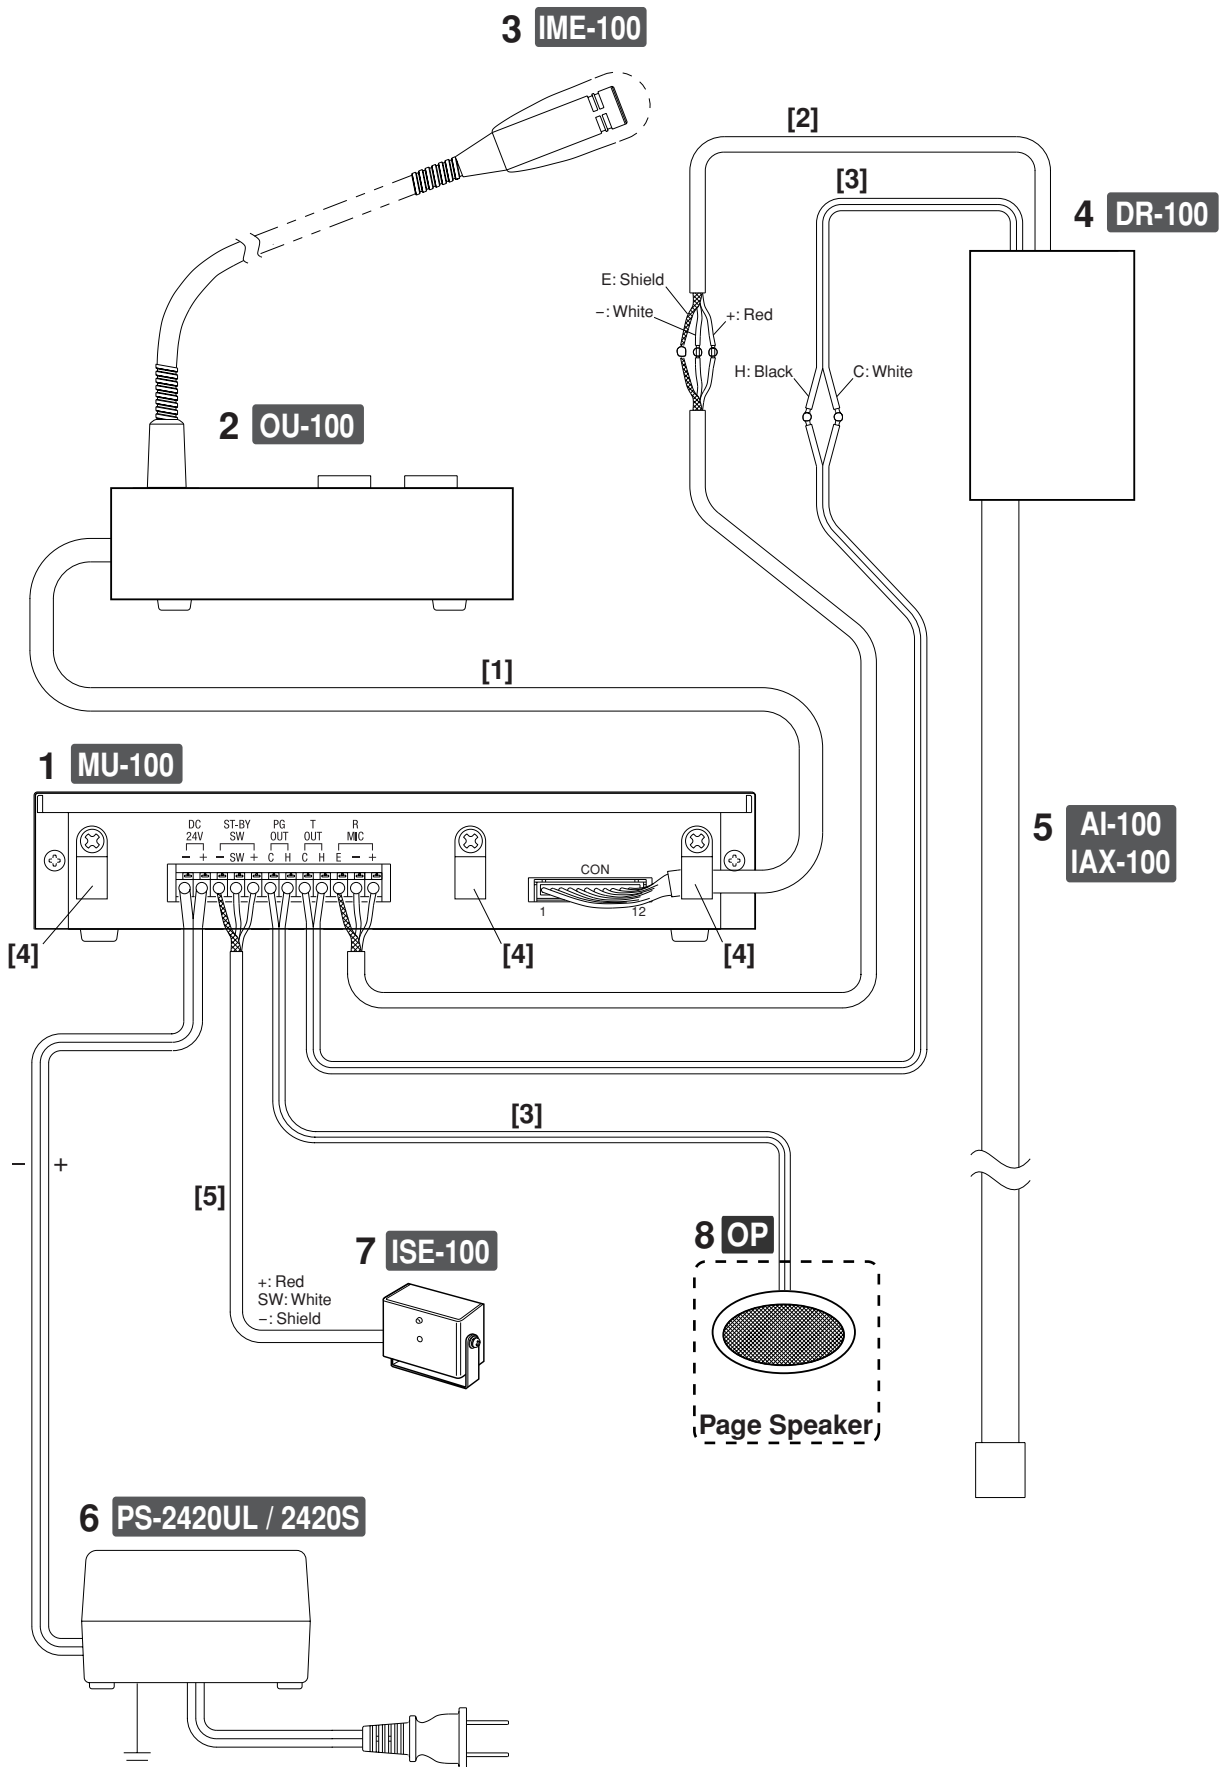 3 IME-100
[2]
[3]
4 DR-100
E: Shield
−: White
+: Red
H: Black
C: White
2 OU-100
[1]
1 MU-100
DC 24V
ST-BY SW
PG OUT
T OUT
R MIC
− + − SW + C H C H E − +
CON
1 12
[4] [4] [4]
5 AI-100
IAX-100
[3]
− +
[5]
7 ISE-100
+: Red
SW: White
−: Shield
8 OP
Page Speaker
6 PS-2420UL / 2420S